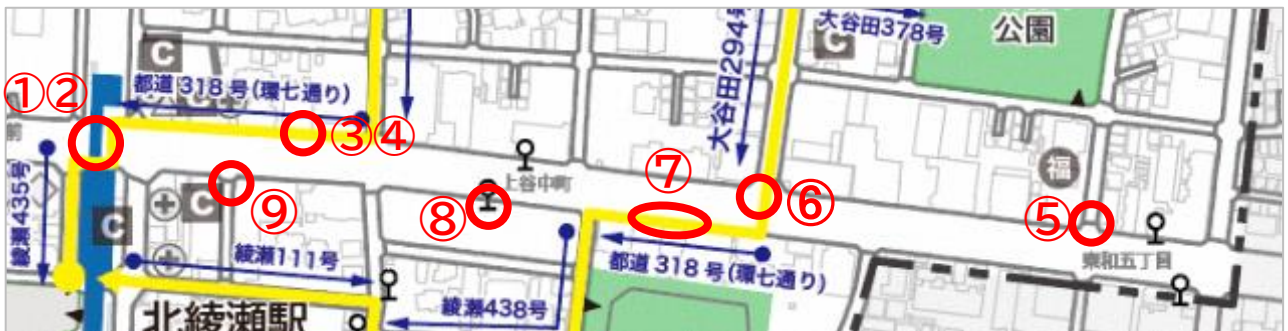 大谷田378号
公園
大谷田294号
C
C
①②
都道318号(環七通り)
③④
前
綾瀬435号
上谷中町
⑦
福
⑥
⑨
C
⑧
⑤
C
綾瀬111号
都道318号(環七通り)
東和五丁目
綾瀬438号
北綾瀬駅